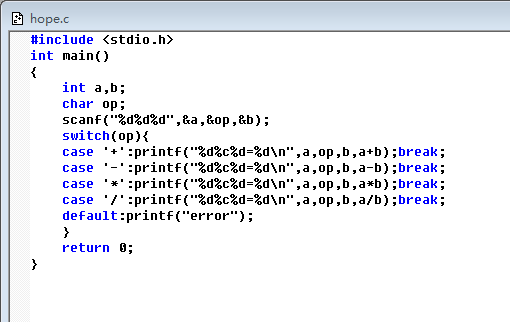 hope.c
#include <stdio.h>
int main()
{
int a,b;
char op;
scanf("%d%d%d",&a,&op,&b);
switch(op){
case '+':printf("%d%c%d=%d\n",a,op,b,a+b);break;
case '-':printf("%d%c%d=%d\n",a,op,b,a-b);break;
case '*':printf("%d%c%d=%d\n",a,op,b,a*b);break;
case '/':printf("%d%c%d=%d\n",a,op,b,a/b);break;
default:printf("error");
}
return 0;
}